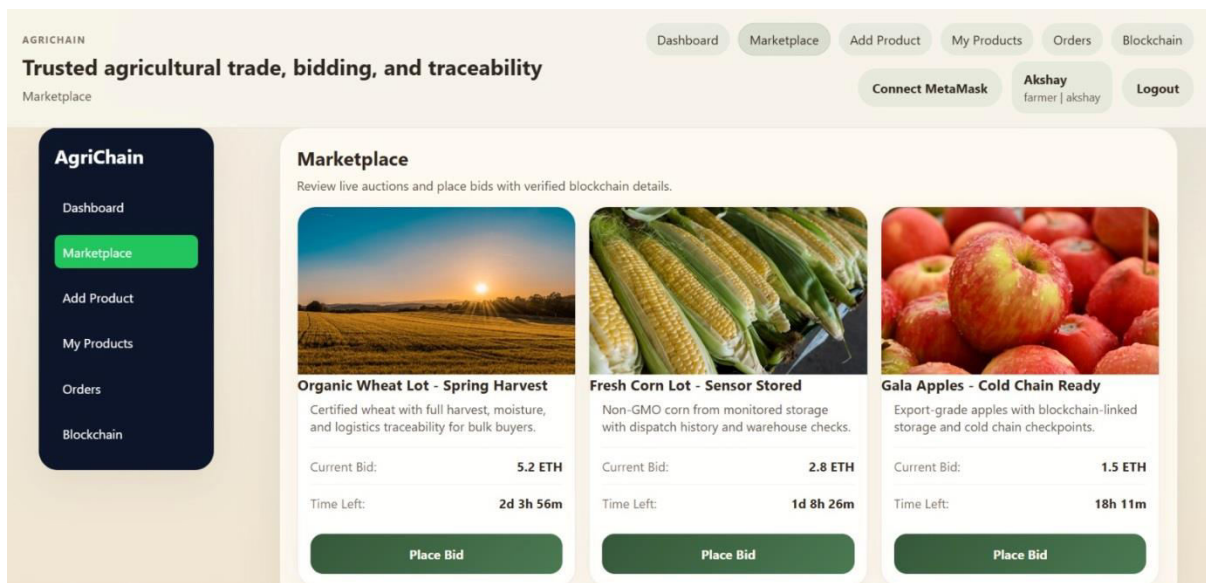 AGRICHAIN
Trusted agricultural trade, bidding, and traceability
Marketplace
Dashboard
Marketplace
Add Product
My Products
Orders
Blockchain
Connect MetaMask
Akshay
farmer | akshay
Logout
AgriChain
Dashboard
Marketplace
Add Product
My Products
Orders
Blockchain
Marketplace
Review live auctions and place bids with verified blockchain details.
Organic Wheat Lot - Spring Harvest
Certified wheat with full harvest, moisture,
and logistics traceability for bulk buyers.
Current Bid: 5.2 ETH
Time Left: 2d 3h 56m
Place Bid
Fresh Corn Lot - Sensor Stored
Non-GMO corn from monitored storage
with dispatch history and warehouse checks.
Current Bid: 2.8 ETH
Time Left: 1d 8h 26m
Place Bid
Gala Apples - Cold Chain Ready
Export-grade apples with blockchain-linked
storage and cold chain checkpoints.
Current Bid: 1.5 ETH
Time Left: 18h 11m
Place Bid